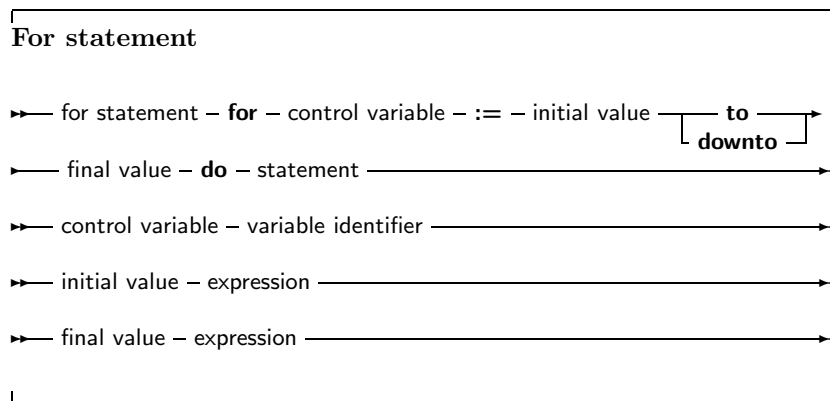 For statement
for statement – for – control variable – := – initial value to
downto
final value – do – statement
control variable – variable identifier
initial value – expression
final value – expression